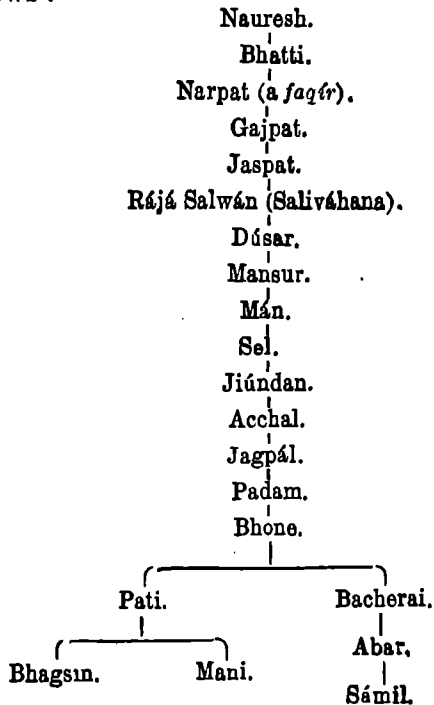 Nauresh.
Bhatti.
Narpat (a faqír).
Gajpat.
Jaspat.
Rájá Salwán (Saliváhana).
Dúsar.
Mansur.
Mán.
Sel.
Jiúndan.
Acchal.
Jagpál.
Padam.
Bhone.
Pati. Bacherai.
Bhagsın. Mani. Abar.
Sámil.